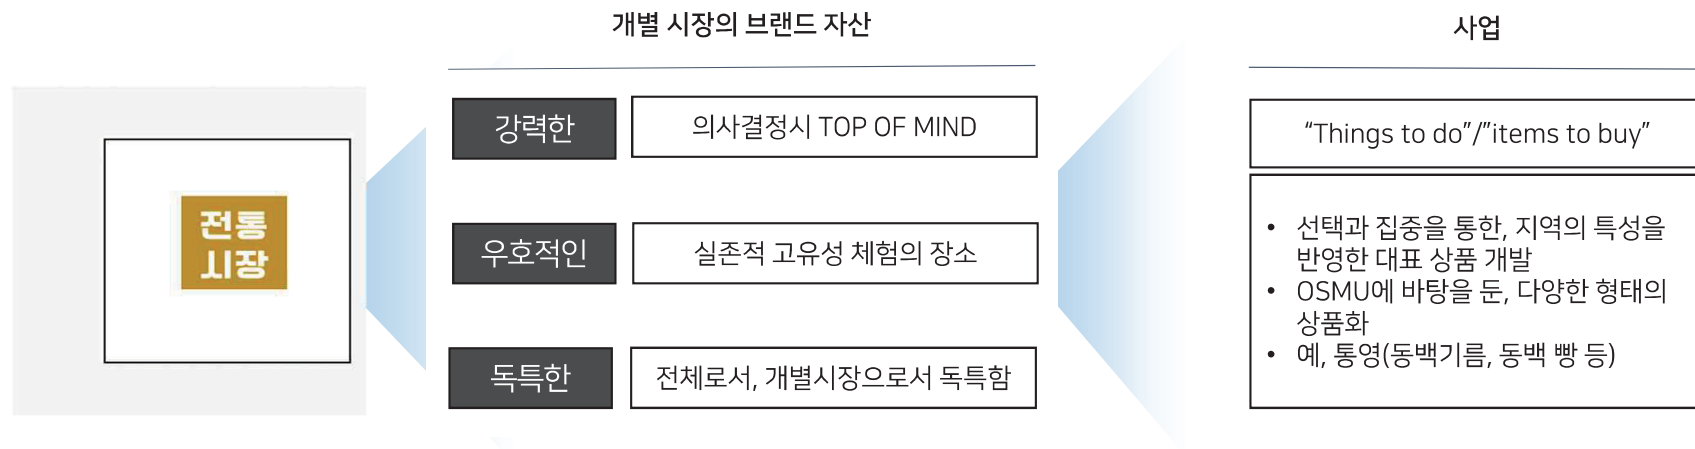 개별 시장의 브랜드 자산
사업
전통
시장
강력한
의사결정시 TOP OF MIND
우호적인
실존적 고유성 체험의 장소
독특한
전체로서, 개별시장으로서 독특함
“Things to do”/”items to buy”
• 선택과 집중을 통한, 지역의 특성을
반영한 대표 상품 개발
• OSMU에 바탕을 둔, 다양한 형태의
상품화
• 예, 통영(동백기름, 동백 빵 등)